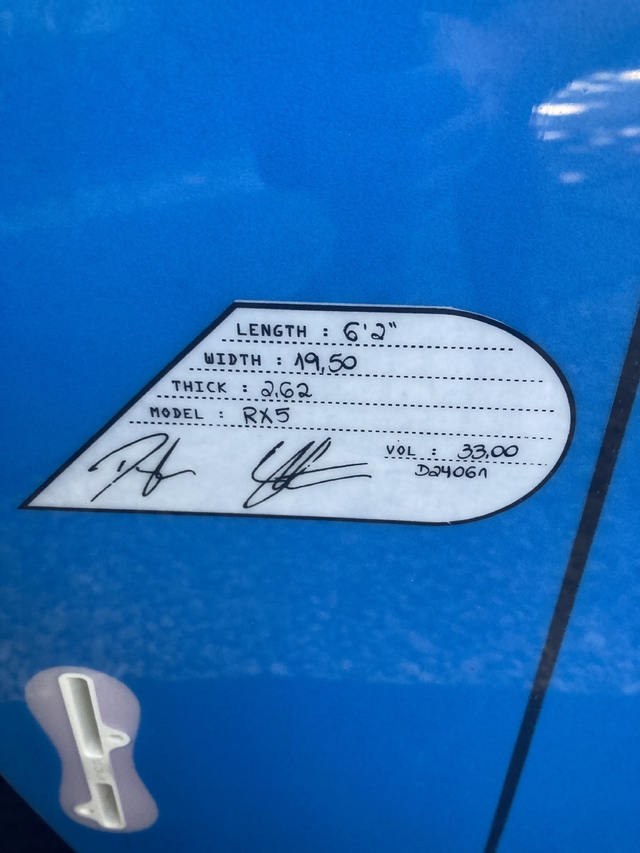 LENGTH : 6'2"
WIDTH : 19,50
THICK : 2,62
MODEL : RX5
VOL : 33,00
D24061